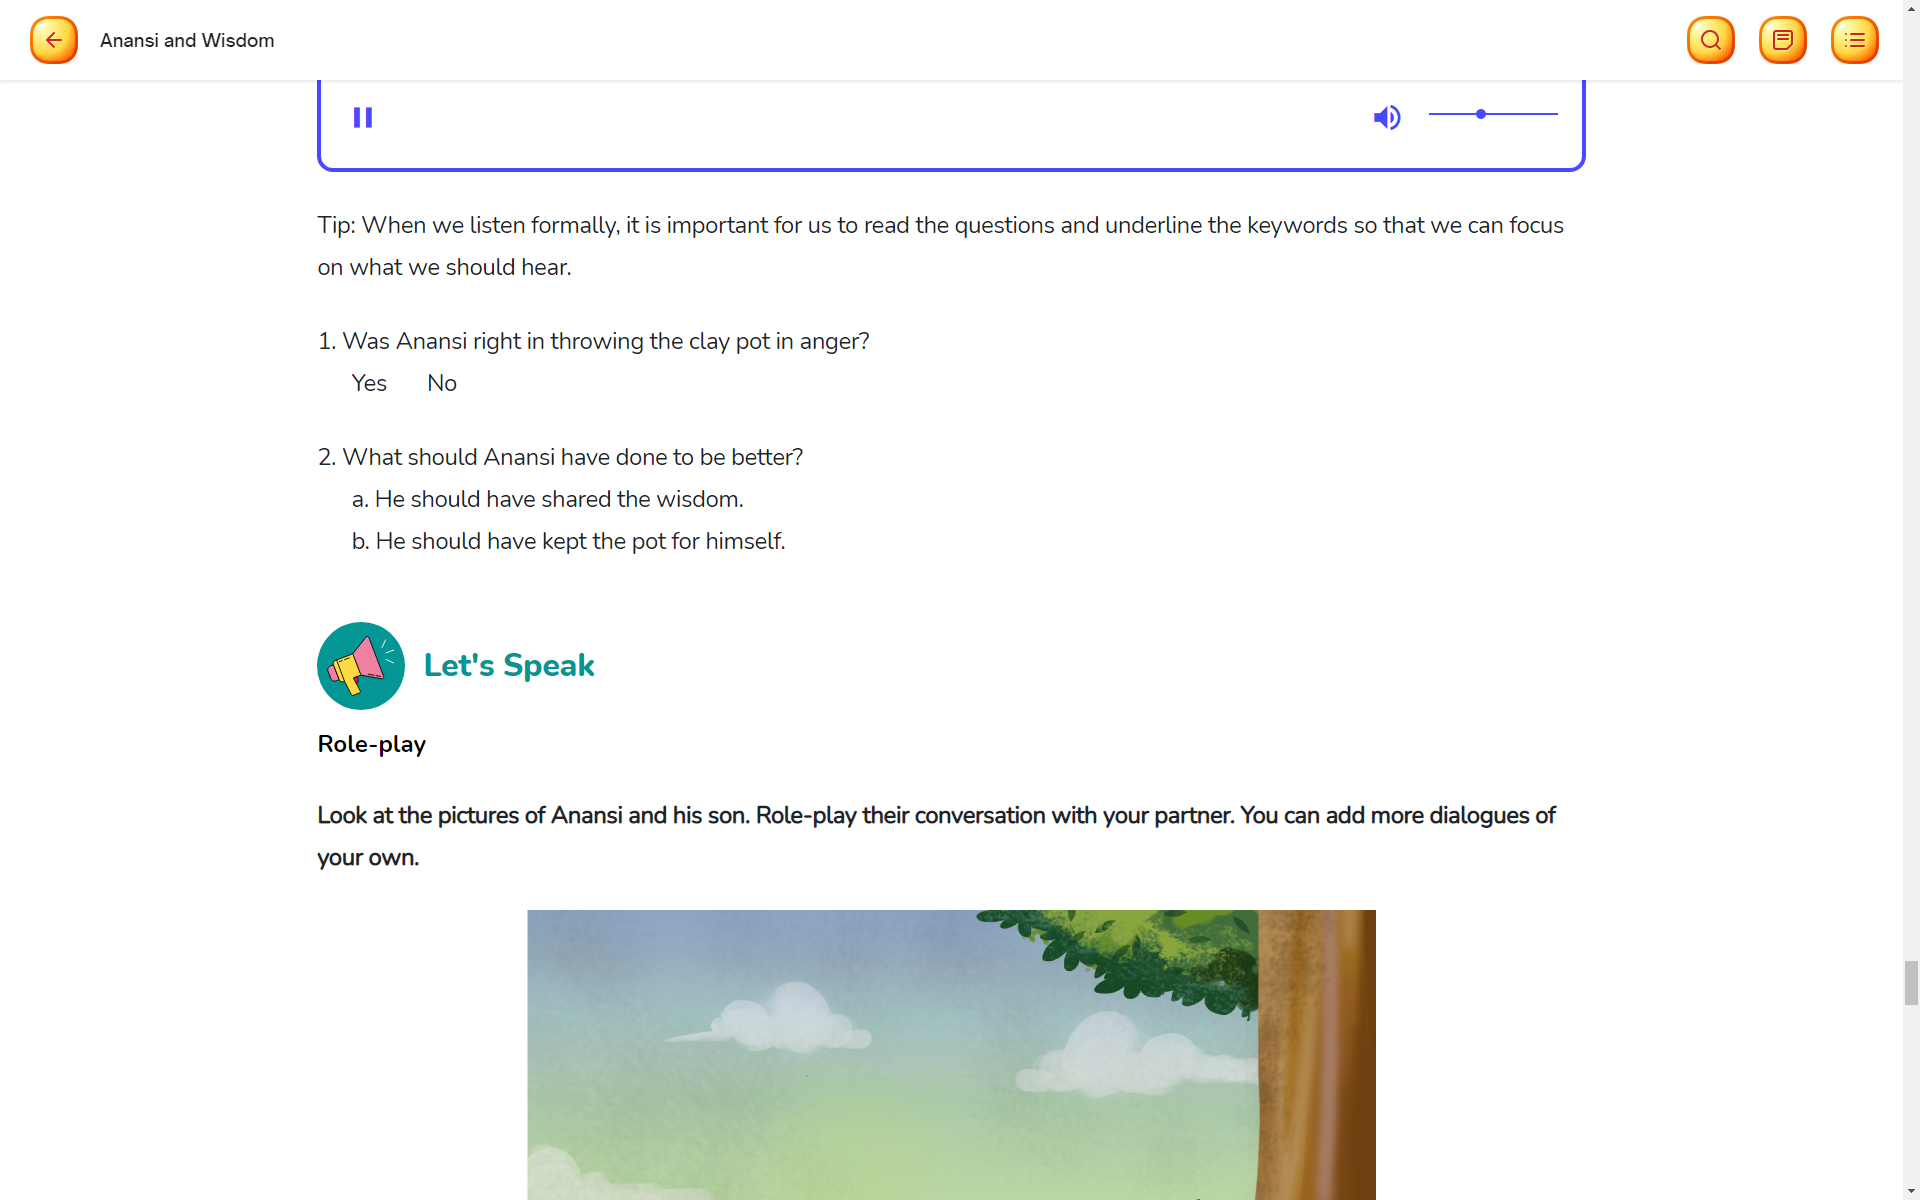 Anansi and Wisdom
Tip: When we listen formally, it is important for us to read the questions and underline the keywords so that we can focus
on what we should hear.
1. Was Anansi right in throwing the clay pot in anger?
Yes No
2. What should Anansi have done to be better?
a. He should have shared the wisdom.
b. He should have kept the pot for himself.
Let's Speak
Role-play
Look at the pictures of Anansi and his son. Role-play their conversation with your partner. You can add more dialogues of
your own.